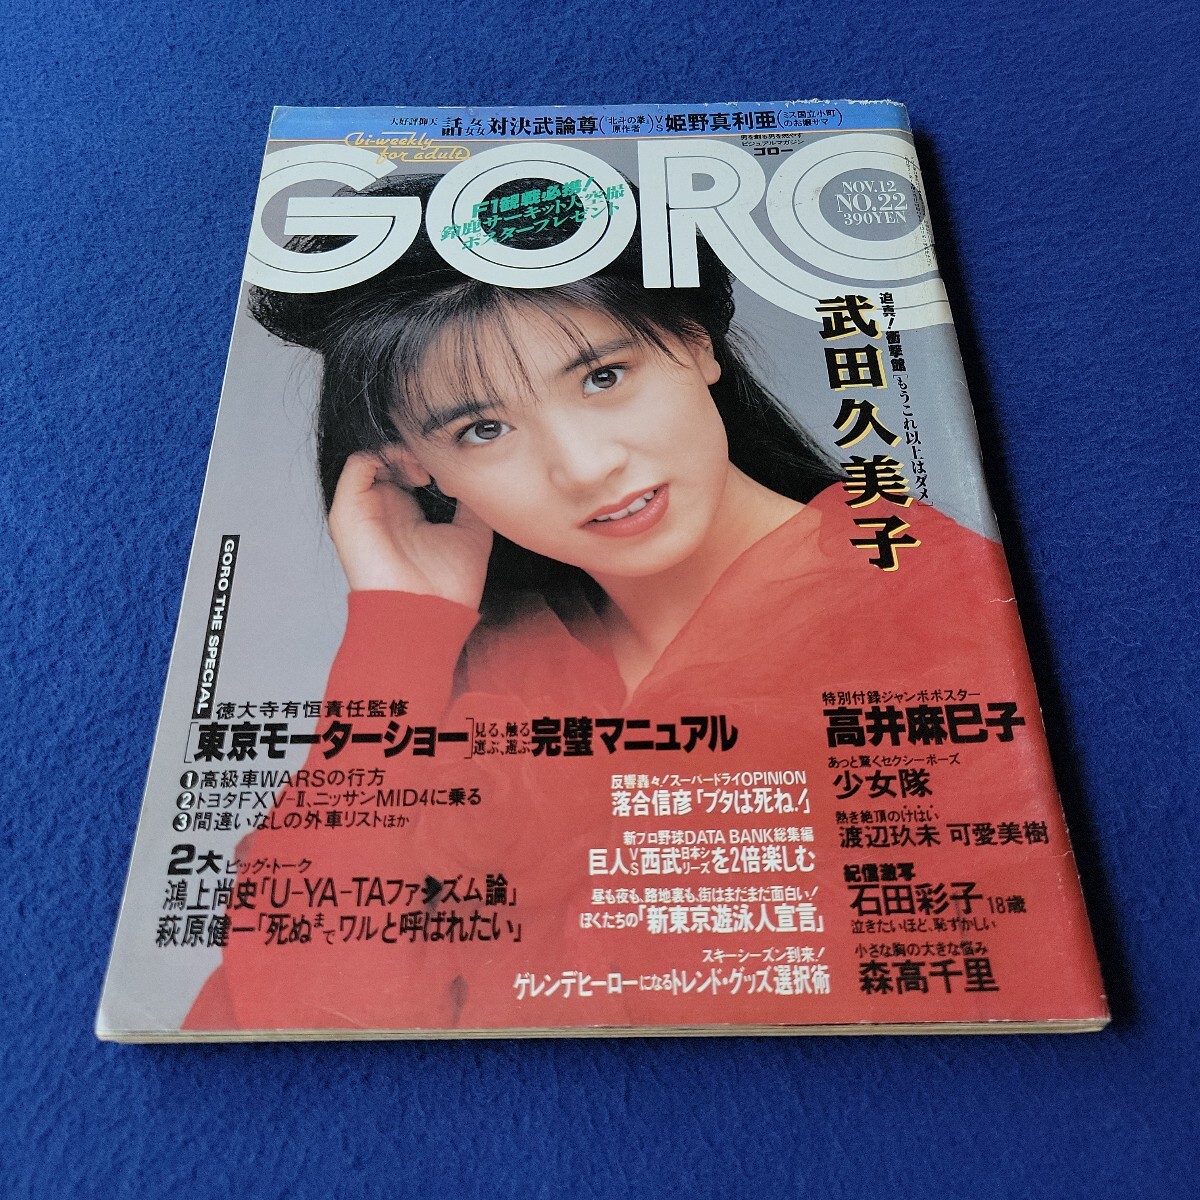 大好評仰天
対決武論尊(北斗の拳 原作者)VS姫野真利亜(ミス国立小町のお嬢サマ)
bi-weekly
for adult
GORO
男を創る男を燃やす
ビジュアルマガジン
ゴロー
NOV.12
NO.22
390YEN
F1観戦必携!
鈴鹿サーキット大空撮
ポスタープレゼント
迫真!衝撃館[もうこれ以上はダメ]
武田久美子
GORO THE SPECIAL
徳大寺有恒責任監修
[東京モーターショー]見る、触る 選ぶ、遊ぶ完璧マニュアル
①高級車WARSの行方
②トヨタFXV-II、ニッサンMID4に乗る
③間違いなしの外車リストほか
2大ビッグ・トーク
鴻上尚史「U-YA-TAファシズム論」
萩原健一「死ぬまでワルと呼ばれたい」
反響轟々!スーパードライOPINION
落合信彦「ブタは死ね!」
新プロ野球DATA BANK総集編
巨人VS西武日本シリーズを2倍楽しむ
昼も夜も、路地裏も、街はまだまだ面白い!
ぼくたちの「新東京遊泳人宣言」
スキーシーズン到来!
ゲレンデヒーローになるトレンド・グッズ選択術
特別付録ジャンボポスター
高井麻巳子
あっと驚くセクシーポーズ
少女隊
熱き絶頂のけはい
渡辺玖未 可愛美樹
紀信激写
石田彩子18歳
泣きたいほど、恥ずかしい
小さな胸の大きな悩み
森高千里